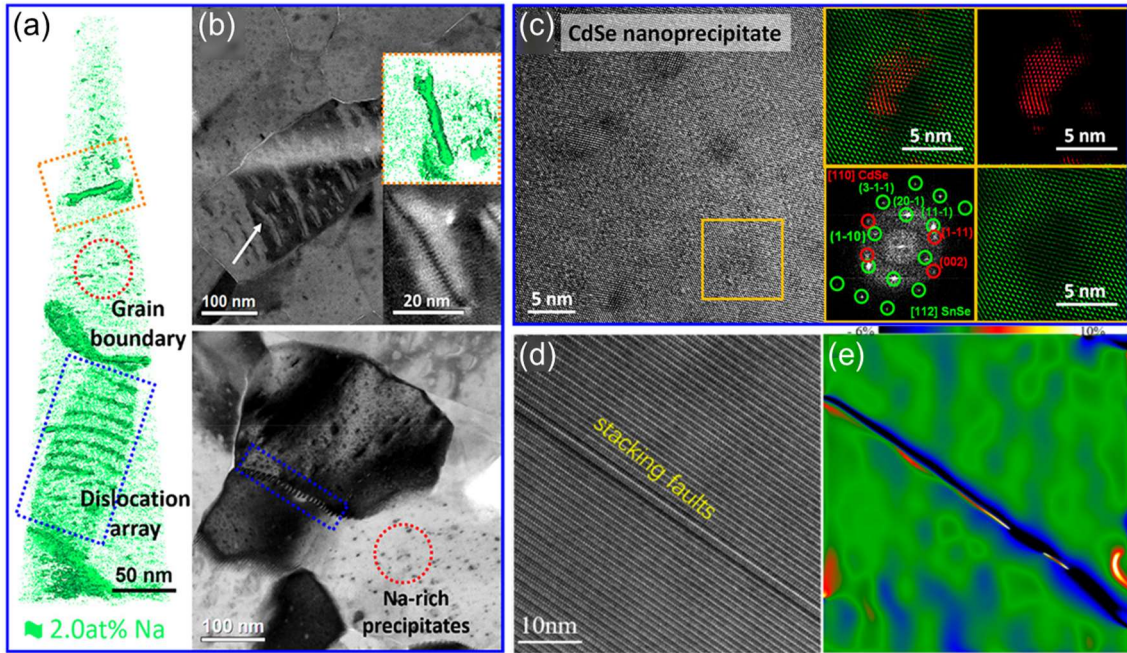 (a)
Grain
boundary
Dislocation
array
50 nm
2.0at% Na
(b)
100 nm
20 nm
Na-rich
precipitates
100 nm
(c)
CdSe nanoprecipitate
5 nm
5 nm
5 nm
[110] CdSe
(3-1-1)
(20-1)
(11-1)
(1-11)
(1-10)
(002)
[112] SnSe
5 nm
(d)
stacking faults
10nm
(e)
- 6%
10%